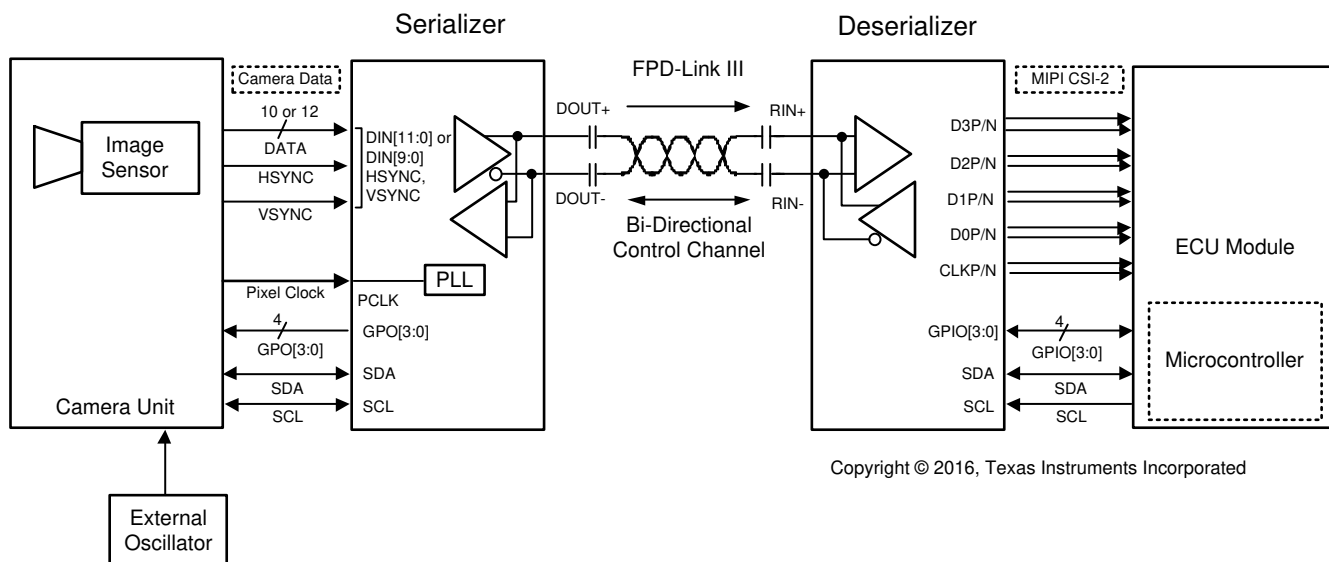 Serializer
Deserializer
Camera Data
FPD-Link III
MIPI CSI-2
10 or 12
DATA
HSYNC
VSYNC
Image
Sensor
DIN[11:0] or
DIN[9:0]
HSYNC,
VSYNC
DOUT+
DOUT-
RIN+
RIN-
Bi-Directional
Control Channel
D3P/N
D2P/N
D1P/N
D0P/N
CLKP/N
ECU Module
Pixel Clock
PCLK
PLL
4
GPO[3:0]
GPO[3:0]
SDA
SDA
SCL
SCL
Camera Unit
GPIO[3:0]
4
GPIO[3:0]
SDA
SDA
SCL
SCL
Microcontroller
Copyright © 2016, Texas Instruments Incorporated
External
Oscillator